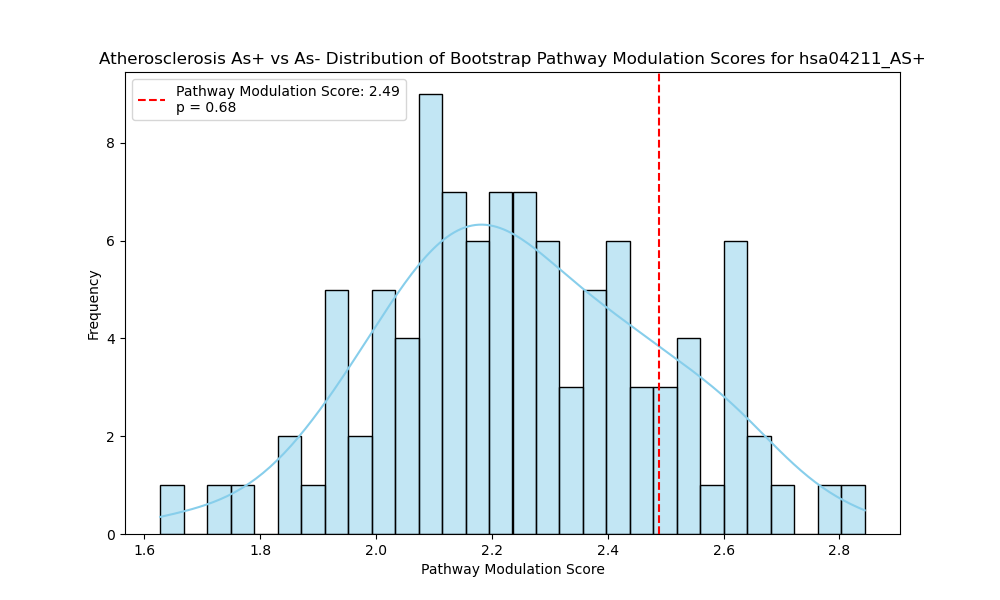 Atherosclerosis As+ vs As- Distribution of Bootstrap Pathway Modulation Scores for hsa04211_AS+
Pathway Modulation Score: 2.49
p = 0.68
Frequency
8
6
4
2
0
1.6 1.8 2.0 2.2 2.4 2.6 2.8
Pathway Modulation Score